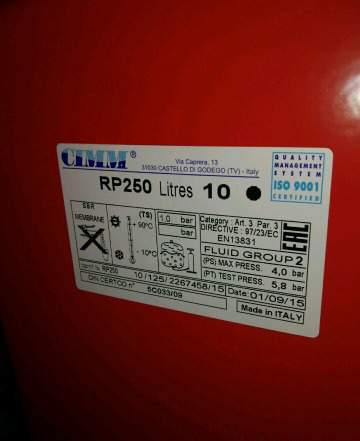 CIMM®
Via Caprera, 13
31030 CASTELLO DI GODEGO (TV) - Italy
QUALITY
MANAGEMENT
SYSTEM
ISO 9001
CERTIFIED
RP250 Litres 10
SBR
MEMBRANE
(TS)
+ 90°C
- 10°C
1.0 bar
bar
Category: Art. 3 Par. 3
DIRECTIVE: 97/23/EC
EN13831
EAC
FLUID GROUP 2
(PS) MAX PRESS. 4,0 bar
(PT) TEST PRESS. 5,8 bar
RP250
10/125/2267458/15
Date: 01/09/15
DIN CERTCO n°
5C033/09
Made in ITALY